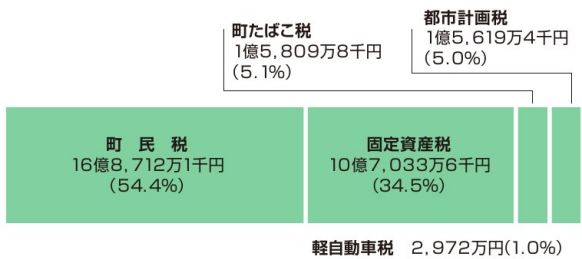 町たばこ税
1億5,809万8千円
(5.1%)
都市計画税
1億5,619万4千円
(5.0%)
町 民 税
16億8,712万1千円
(54.4%)
固定資産税
10億7,033万6千円
(34.5%)
軽自動車税 2,972万円(1.0%)